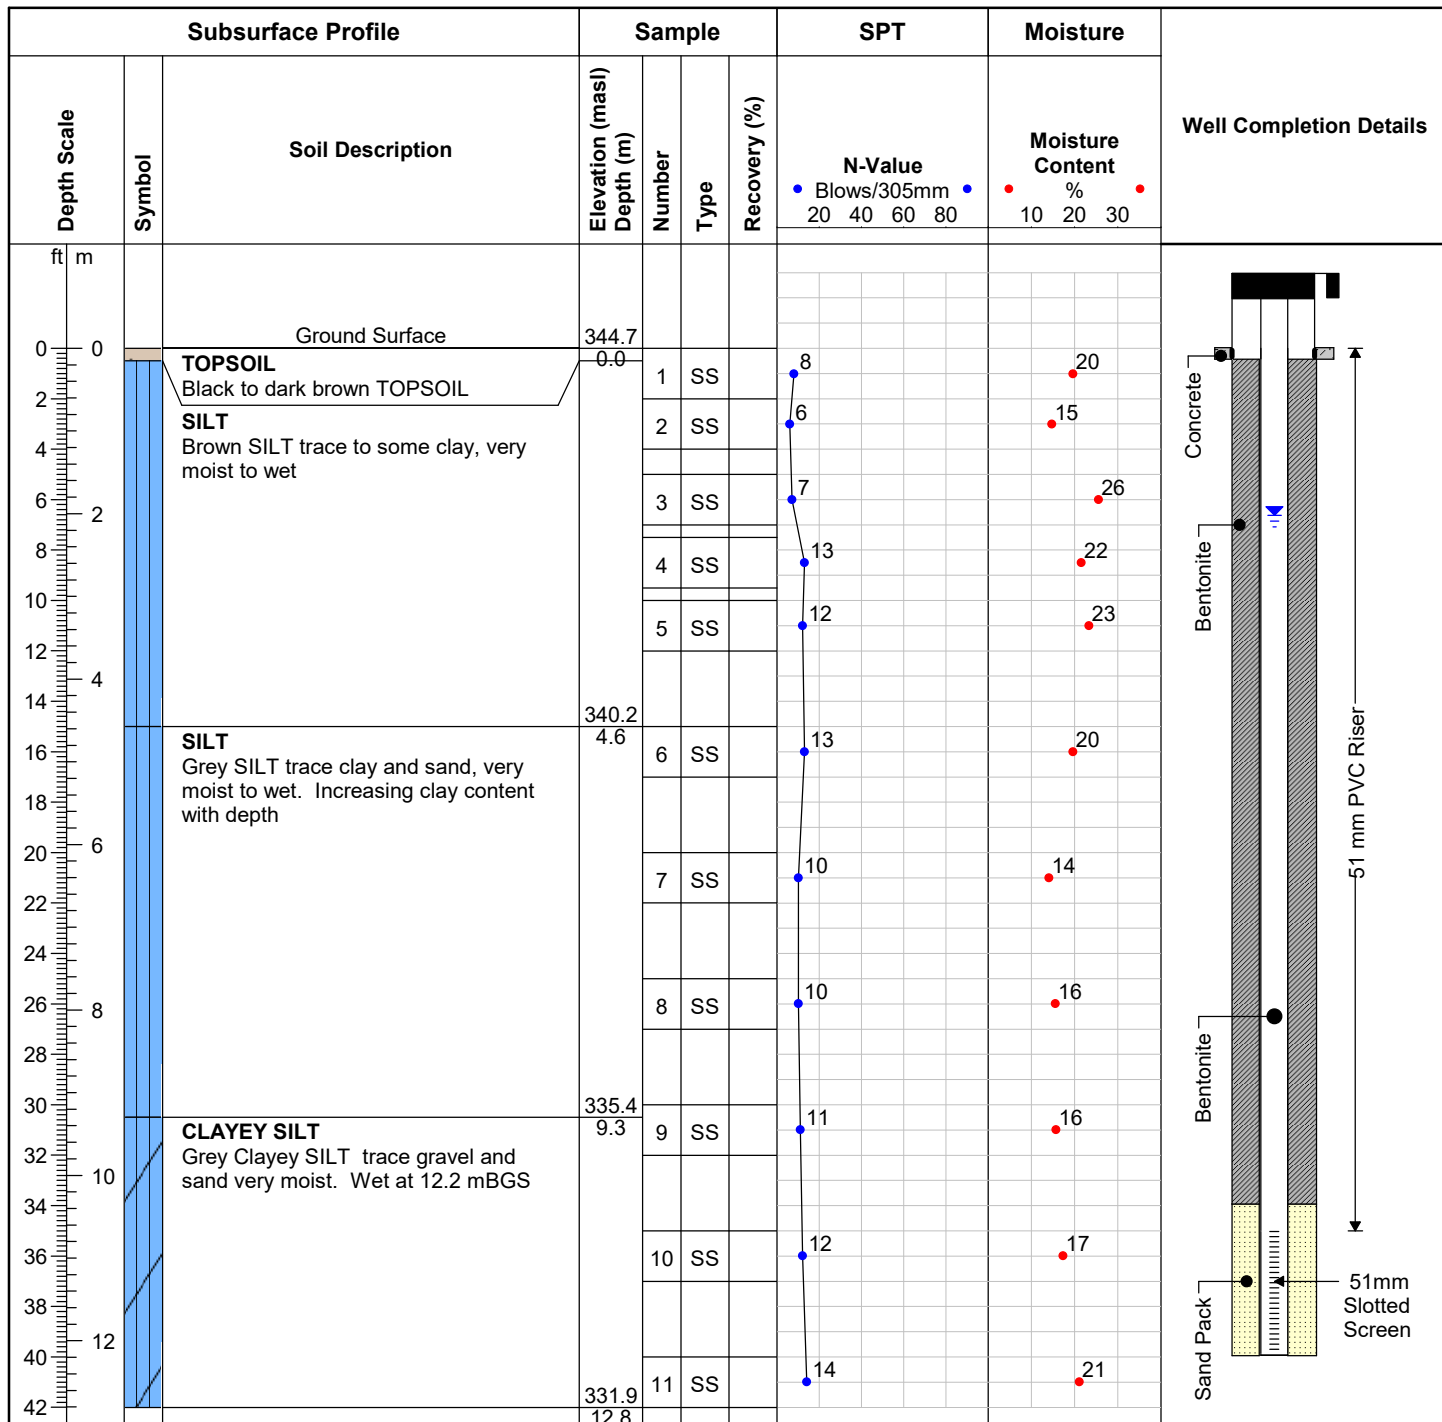 Subsurface Profile
Sample
SPT
Moisture
Well Completion Details
Depth Scale
Symbol
Soil Description
Elevation (masl)
Depth (m)
Number
Type
Recovery (%)
N-Value
Blows/305mm
20 40 60 80
Moisture
Content
%
10 20 30
ft m
Ground Surface
344.7
0.0
TOPSOIL
Black to dark brown TOPSOIL
SILT
Brown SILT trace to some clay, very
moist to wet
340.2
4.6
SILT
Grey SILT trace clay and sand, very
moist to wet. Increasing clay content
with depth
335.4
9.3
CLAYEY SILT
Grey Clayey SILT trace gravel and
sand very moist. Wet at 12.2 mBGS
331.9
12.8
0
2
4
6
8
10
12
14
16
18
20
22
24
26
28
30
32
34
36
38
40
42
0
2
4
6
8
10
12
1 SS 8 20
2 SS 6 15
3 SS 7 26
4 SS 13 22
5 SS 12 23
6 SS 13 20
7 SS 10 14
8 SS 10 16
9 SS 11 16
10 SS 12 17
11 SS 14 21
Concrete
Bentonite
Bentonite
Sand Pack
51 mm PVC Riser
51mm
Slotted
Screen